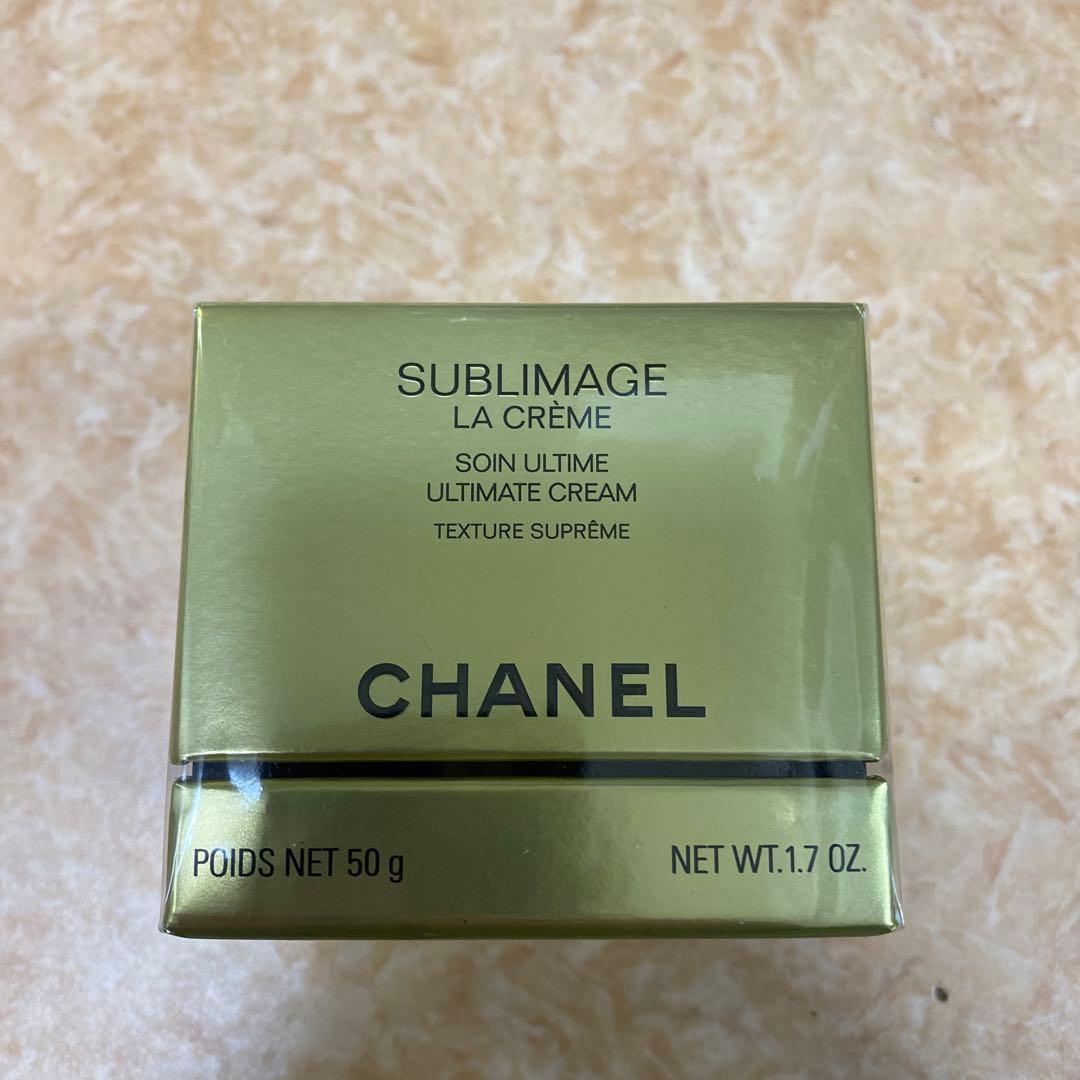 SUBLIMAGE
LA CRÈME
SOIN ULTIME
ULTIMATE CREAM
TEXTURE SUPRÊME
CHANEL
POIDS NET 50 g
NET WT.1.7 OZ.